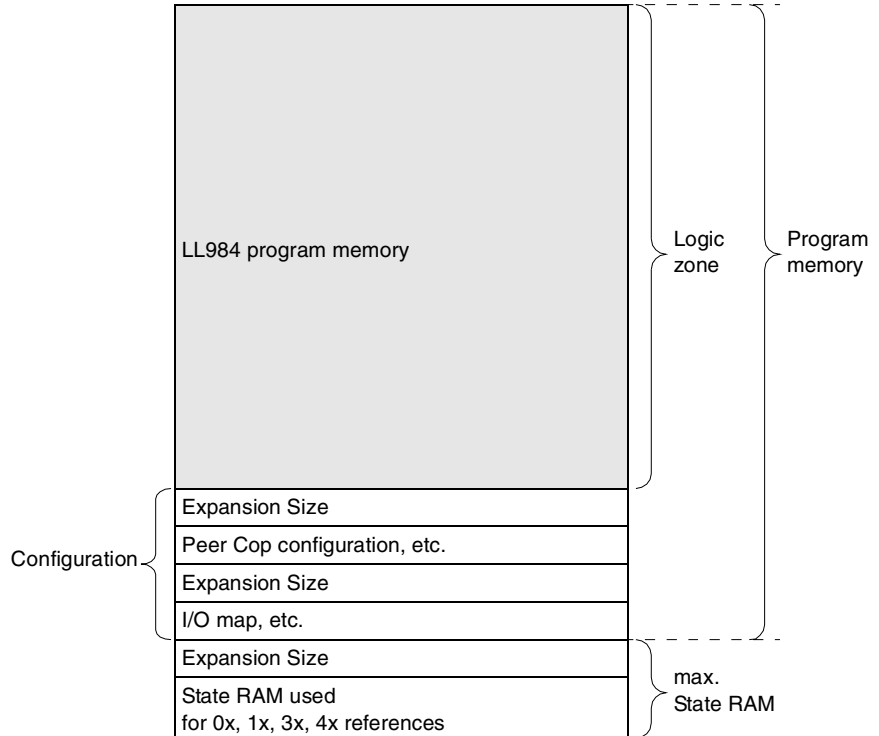 LL984 program memory
Logic
zone
Program
memory
Configuration
Expansion Size
Peer Cop configuration, etc.
Expansion Size
I/O map, etc.
Expansion Size
State RAM used
for 0x, 1x, 3x, 4x references
max.
State RAM